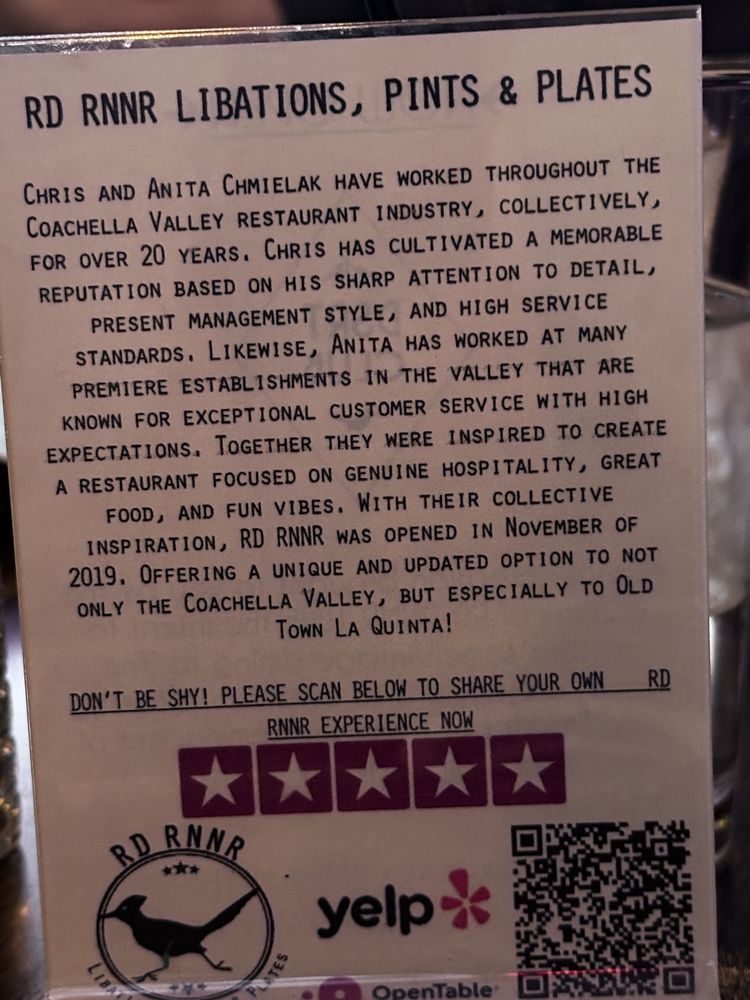 RD RNNR LIBATIONS, PINTS & PLATES
CHRIS AND ANITA CHMIELAK HAVE WORKED THROUGHOUT THE
COACHELLA VALLEY RESTAURANT INDUSTRY, COLLECTIVELY,
FOR OVER 20 YEARS. CHRIS HAS CULTIVATED A MEMORABLE
REPUTATION BASED ON HIS SHARP ATTENTION TO DETAIL,
PRESENT MANAGEMENT STYLE, AND HIGH SERVICE
STANDARDS. LIKEWISE, ANITA HAS WORKED AT MANY
PREMIERE ESTABLISHMENTS IN THE VALLEY THAT ARE
KNOWN FOR EXCEPTIONAL CUSTOMER SERVICE WITH HIGH
EXPECTATIONS. TOGETHER THEY WERE INSPIRED TO CREATE
A RESTAURANT FOCUSED ON GENUINE HOSPITALITY, GREAT
FOOD, AND FUN VIBES. WITH THEIR COLLECTIVE
INSPIRATION, RD RNNR WAS OPENED IN NOVEMBER OF
2019. OFFERING A UNIQUE AND UPDATED OPTION TO NOT
ONLY THE COACHELLA VALLEY, BUT ESPECIALLY TO OLD
TOWN LA QUINTA!
DON'T BE SHY! PLEASE SCAN BELOW TO SHARE YOUR OWN RD
RNNR EXPERIENCE NOW
RD RNNR
yelp
OpenTable
PLATES